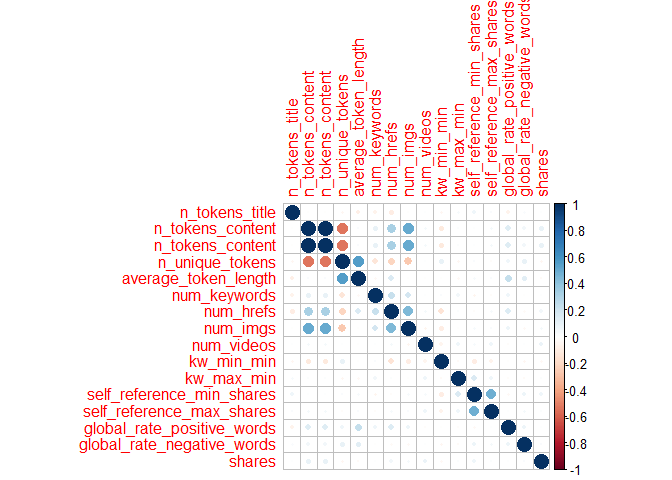 n_tokens_title
n_tokens_content
n_tokens_content
n_unique_tokens
average_token_length
num_keywords
num_hrefs
num_imgs
num_videos
kw_min_min
kw_max_min
self_reference_min_shares
self_reference_max_shares
global_rate_positive_words
global_rate_negative_words
shares
n_tokens_title
n_tokens_content
n_tokens_content
n_unique_tokens
average_token_length
num_keywords
num_hrefs
num_imgs
num_videos
kw_min_min
kw_max_min
self_reference_min_shares
self_reference_max_shares
global_rate_positive_words
global_rate_negative_words
shares
1
0.8
0.6
0.4
0.2
0
-0.2
-0.4
-0.6
-0.8
-1